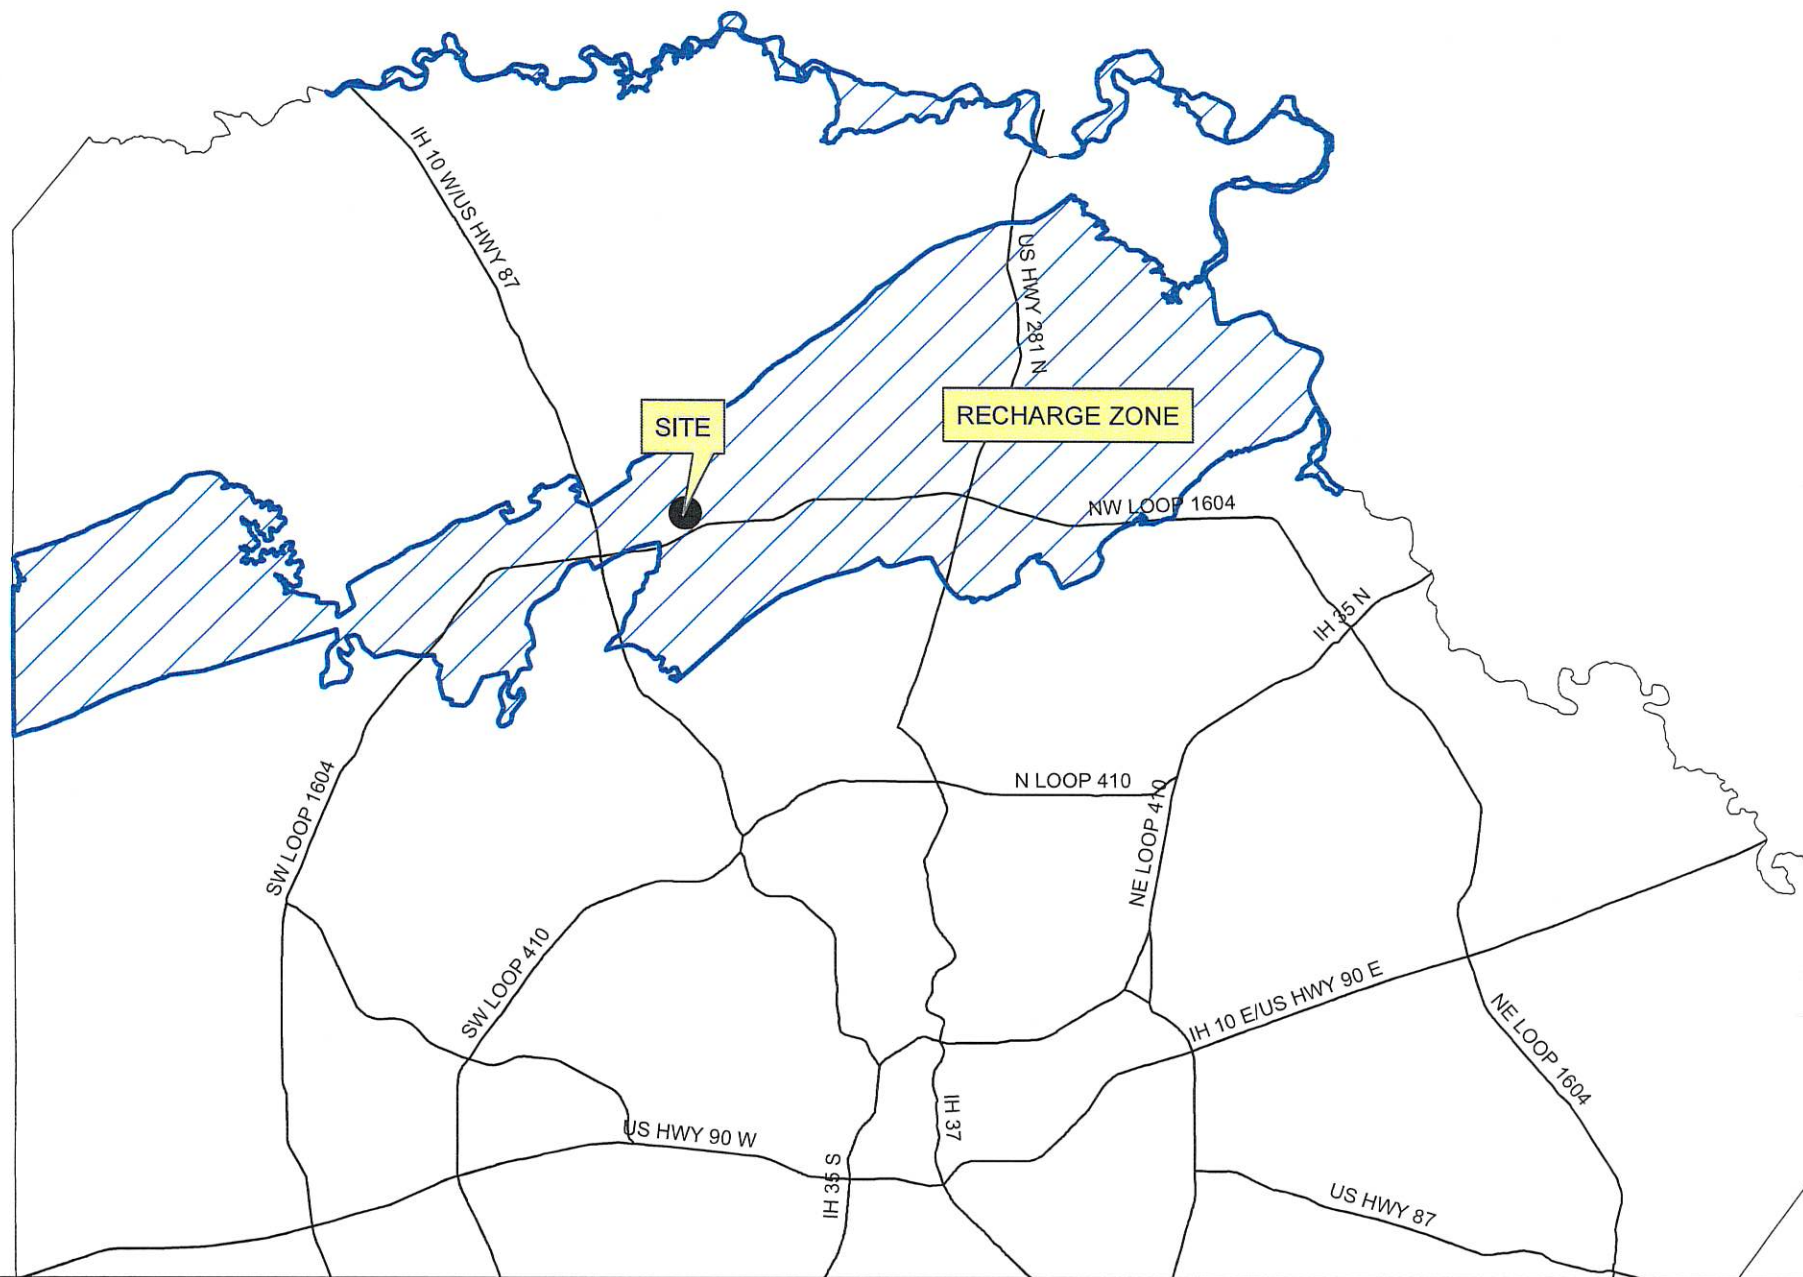 IH 10 W/US HWY 87
US HWY 281 N
SITE
RECHARGE ZONE
NW LOOP 1604
IH 35 N
SW LOOP 1604
N LOOP 410
NE LOOP 410
SW LOOP 410
IH 10 E/US HWY 90 E
NE LOOP 1604
US HWY 90 W
IH 37
IH 35 S
US HWY 87